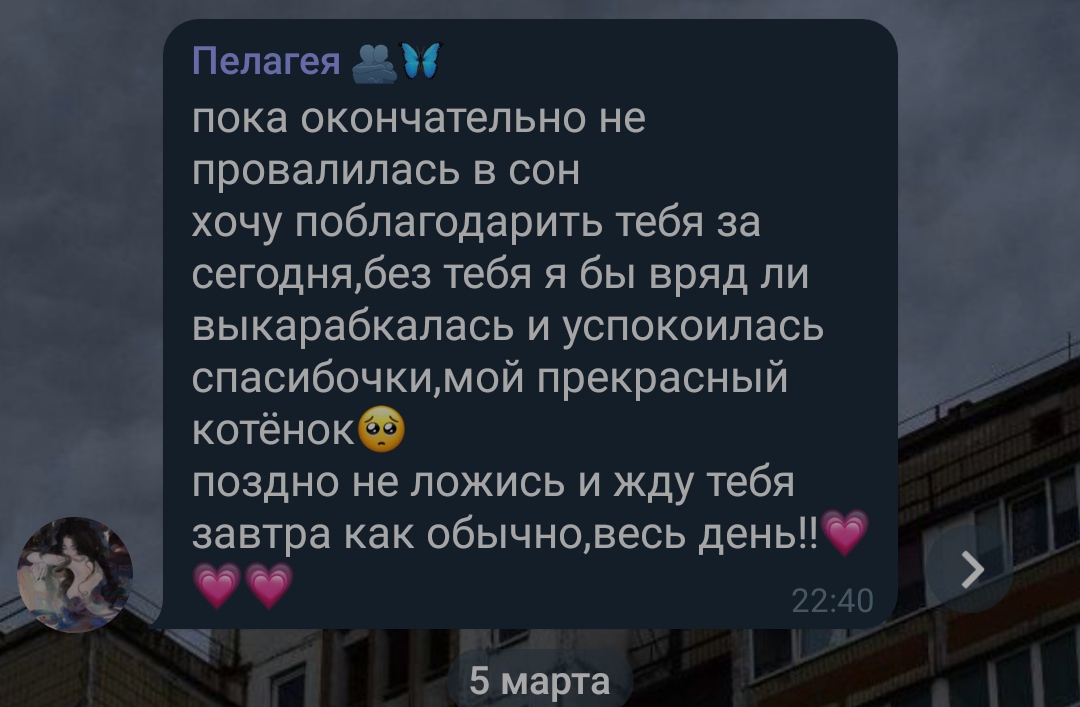 Пелагея 🫂🦋
пока окончательно не
провалилась в сон
хочу поблагодарить тебя за
сегодня,без тебя я бы вряд ли
выкарабкалась и успокоилась
спасибочки,мой прекрасный
котёнок🥺
поздно не ложись и жду тебя
завтра как обычно,весь день!!💗
💗💗
22:40
5 марта